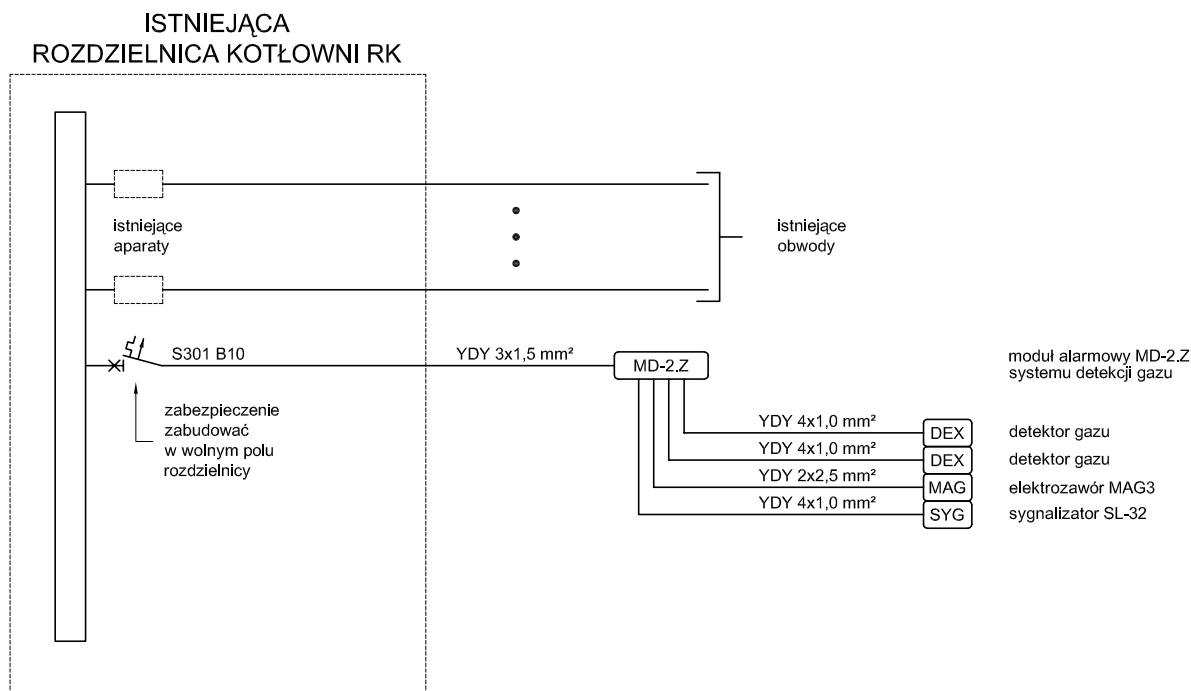 ISTNIEJĄCA
ROZDZIELNICA KOTŁOWNI RK
istniejące
aparaty
istniejące
obwody
S301 B10
YDY 3x1,5 mm²
MD-2.Z
moduł alarmowy MD-2.Z
systemu detekcji gazu
zabezpieczenie
zabudować
w wolnym polu
rozdzielnicy
YDY 4x1,0 mm²
DEX
detektor gazu
YDY 4x1,0 mm²
DEX
detektor gazu
YDY 2x2,5 mm²
MAG
elektrozawór MAG3
YDY 4x1,0 mm²
SYG
sygnalizator SL-32